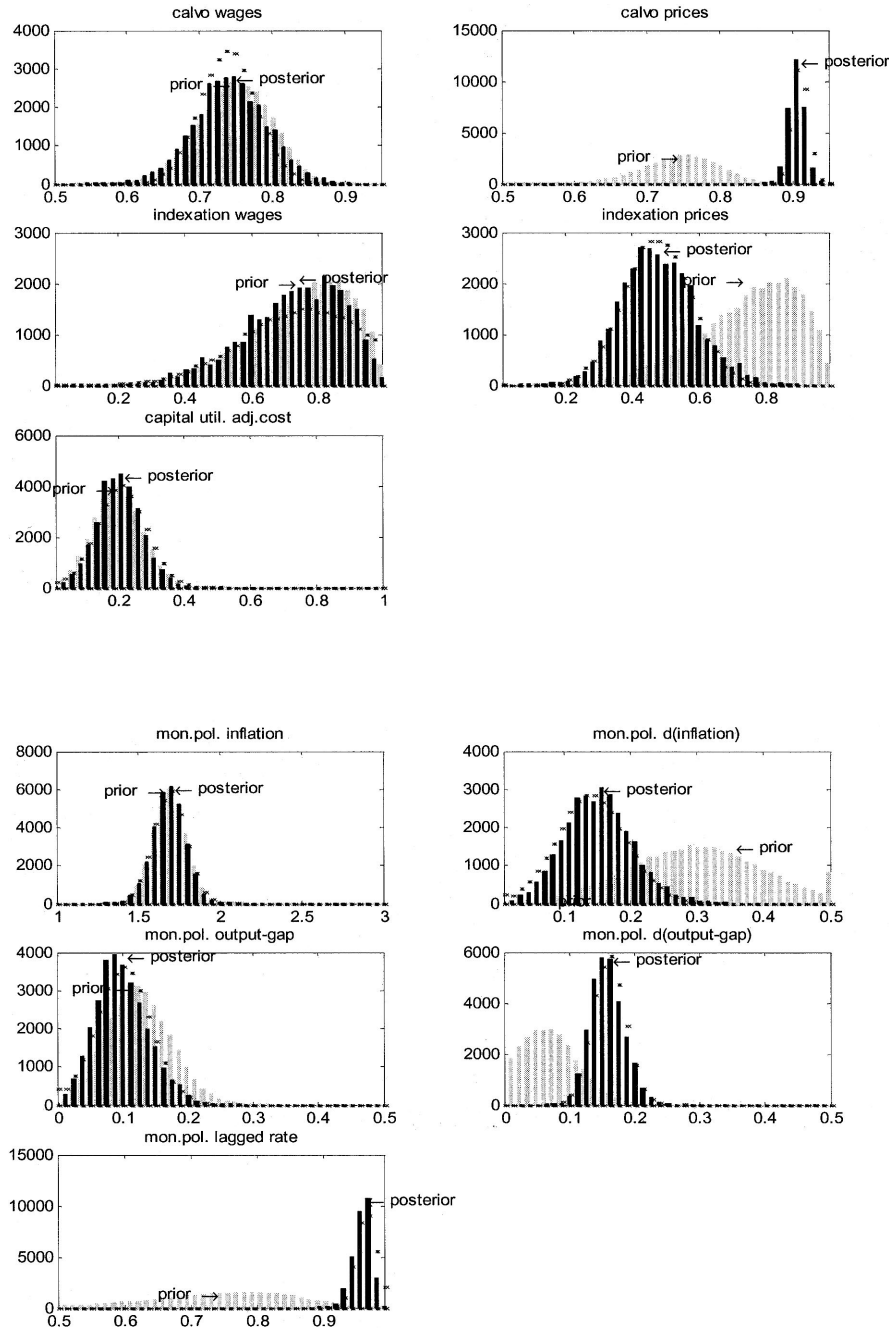 calvo wages
4000
3000
2000
1000
0
prior
posterior
0.5 0.6 0.7 0.8 0.9
calvo prices
15000
10000
5000
0
prior
posterior
0.5 0.6 0.7 0.8 0.9
indexation wages
3000
2000
1000
0
prior
posterior
0.2 0.4 0.6 0.8
indexation prices
3000
2000
1000
0
posterior
prior
0.2 0.4 0.6 0.8
capital util. adj.cost
6000
4000
2000
0
prior
posterior
0.2 0.4 0.6 0.8 1
mon.pol. inflation
8000
6000
4000
2000
0
prior
posterior
1 1.5 2 2.5 3
mon.pol. d(inflation)
4000
3000
2000
1000
0
posterior
prior
prior
0.1 0.2 0.3 0.4 0.5
mon.pol. output-gap
4000
3000
2000
1000
0
posterior
prior
0 0.1 0.2 0.3 0.4 0.5
mon.pol. d(output-gap)
6000
4000
2000
0
posterior
0 0.1 0.2 0.3 0.4 0.5
mon.pol. lagged rate
15000
10000
5000
0
posterior
prior
0.5 0.6 0.7 0.8 0.9